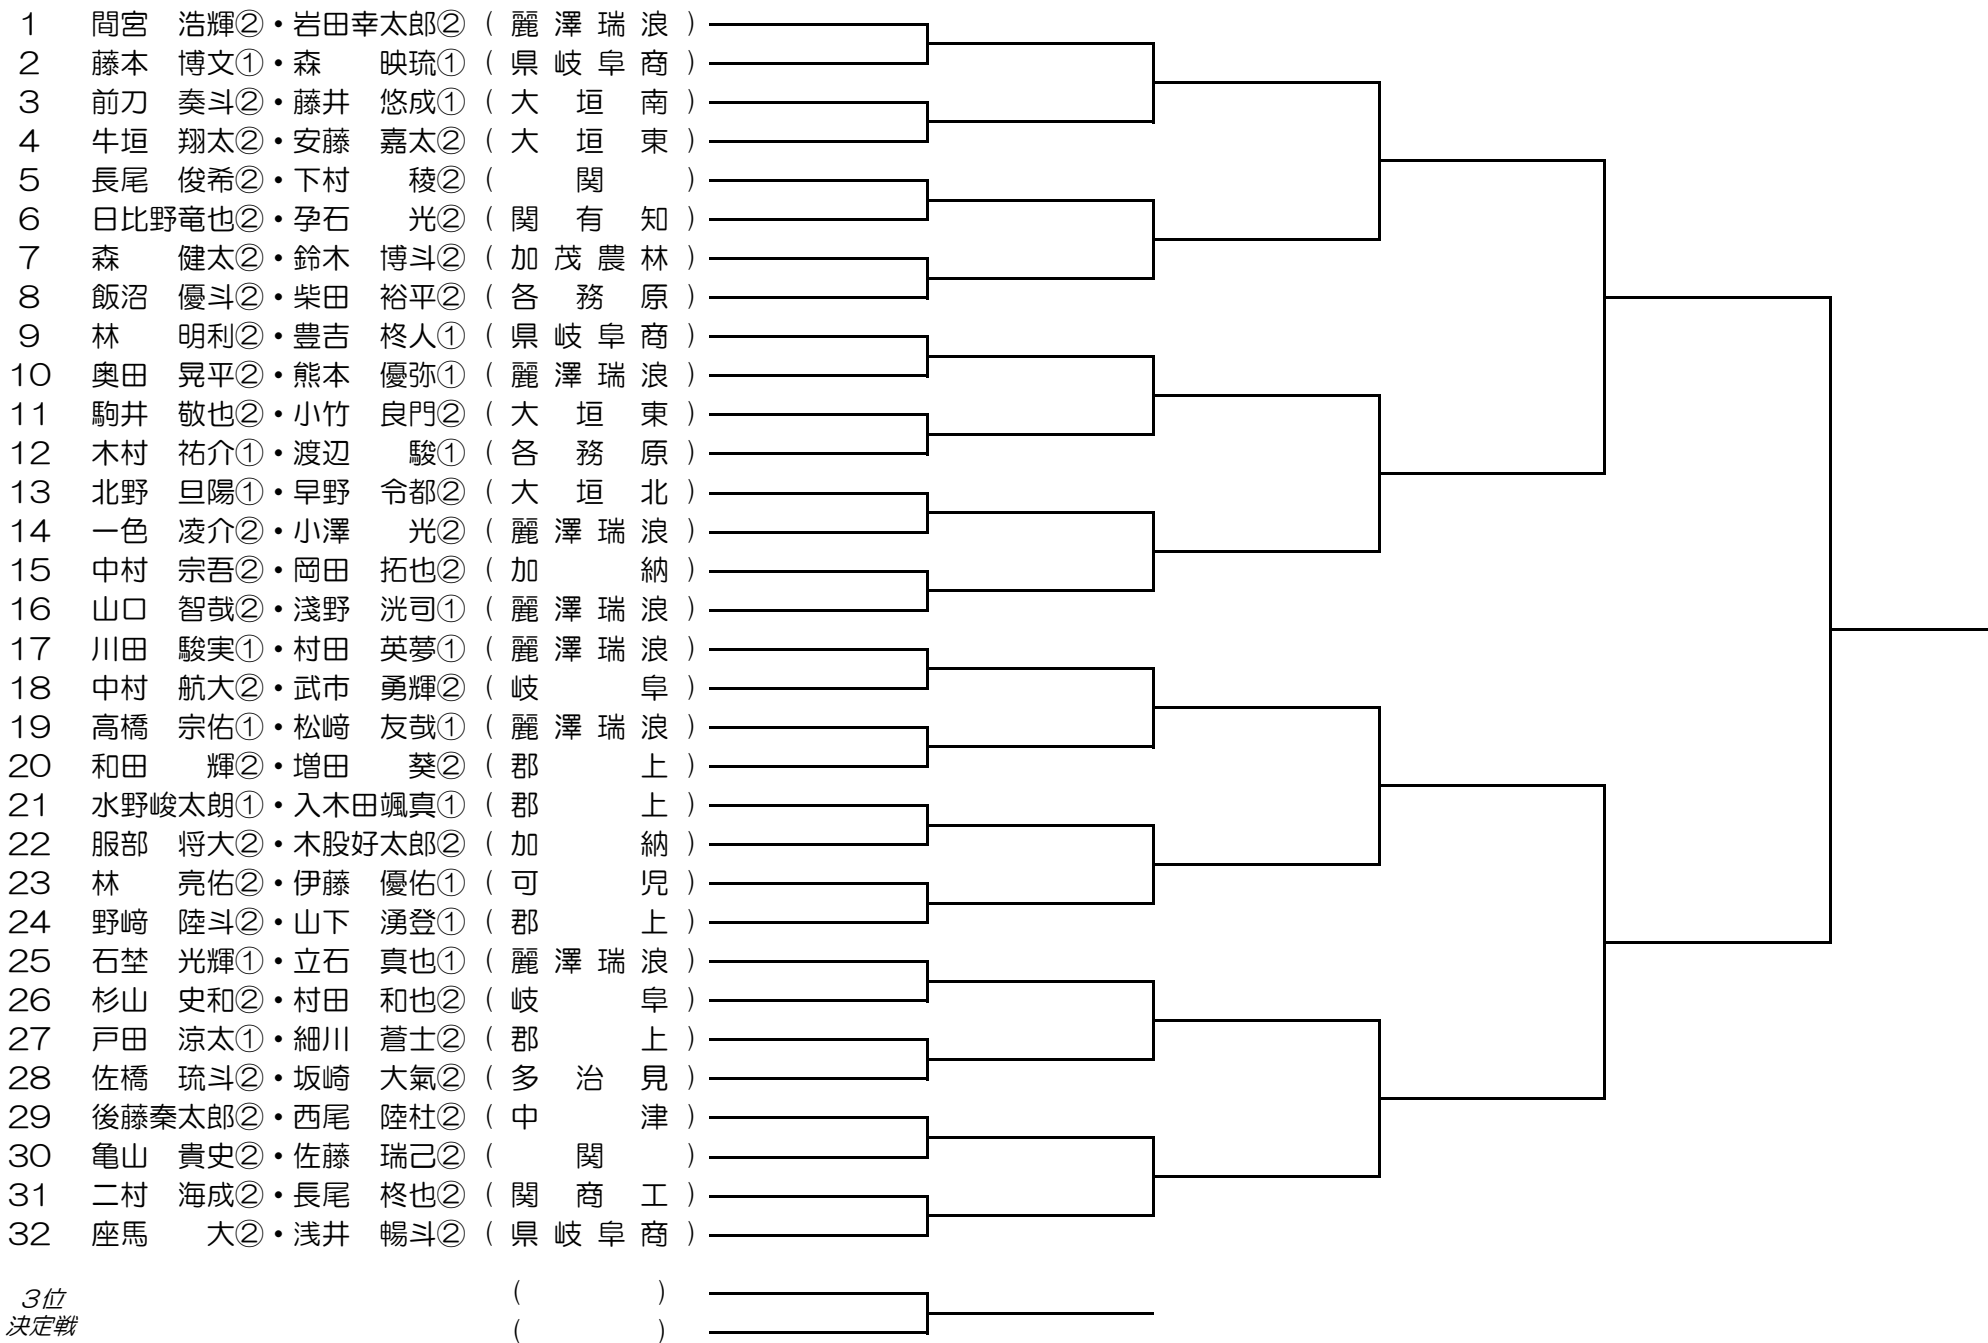 1 間宮 浩輝②・岩田幸太郎② ( 麗澤瑞浪 )
2 藤本 博文①・森 映琉① ( 県岐阜商 )
3 前刀 奏斗②・藤井 悠成① ( 大垣南 )
4 牛垣 翔太②・安藤 嘉太② ( 大垣東 )
5 長尾 俊希②・下村 稜② ( 関 )
6 日比野竜也②・孕石 光② ( 関有知 )
7 森 健太②・鈴木 博斗② ( 加茂農林 )
8 飯沼 優斗②・柴田 裕平② ( 各務原 )
9 林 明利②・豊吉 柊人① ( 県岐阜商 )
10 奥田 晃平②・熊本 優弥① ( 麗澤瑞浪 )
11 駒井 敬也②・小竹 良門② ( 大垣東 )
12 木村 祐介①・渡辺 駿① ( 各務原 )
13 北野 旦陽①・早野 令都② ( 大垣北 )
14 一色 凌介②・小澤 光② ( 麗澤瑞浪 )
15 中村 宗吾②・岡田 拓也② ( 加納 )
16 山口 智哉②・淺野 洸司① ( 麗澤瑞浪 )
17 川田 駿実①・村田 英夢① ( 麗澤瑞浪 )
18 中村 航大②・武市 勇輝② ( 岐阜 )
19 高橋 宗佑①・松﨑 友哉① ( 麗澤瑞浪 )
20 和田 輝②・増田 葵② ( 郡上 )
21 水野峻太朗①・入木田颯真① ( 郡上 )
22 服部 将大②・木股好太郎② ( 加納 )
23 林 亮佑②・伊藤 優佑① ( 可児 )
24 野﨑 陸斗②・山下 湧登① ( 郡上 )
25 石埜 光輝①・立石 真也① ( 麗澤瑞浪 )
26 杉山 史和②・村田 和也② ( 岐阜 )
27 戸田 涼太①・細川 蒼士② ( 郡上 )
28 佐橋 琉斗②・坂崎 大氣② ( 多治見 )
29 後藤秦太郎②・西尾 陸杜② ( 中津 )
30 亀山 貴史②・佐藤 瑞己② ( 関 )
31 二村 海成②・長尾 柊也② ( 関商工 )
32 座馬 大②・浅井 暢斗② ( 県岐阜商 )
( )
3位
決定戦
( )